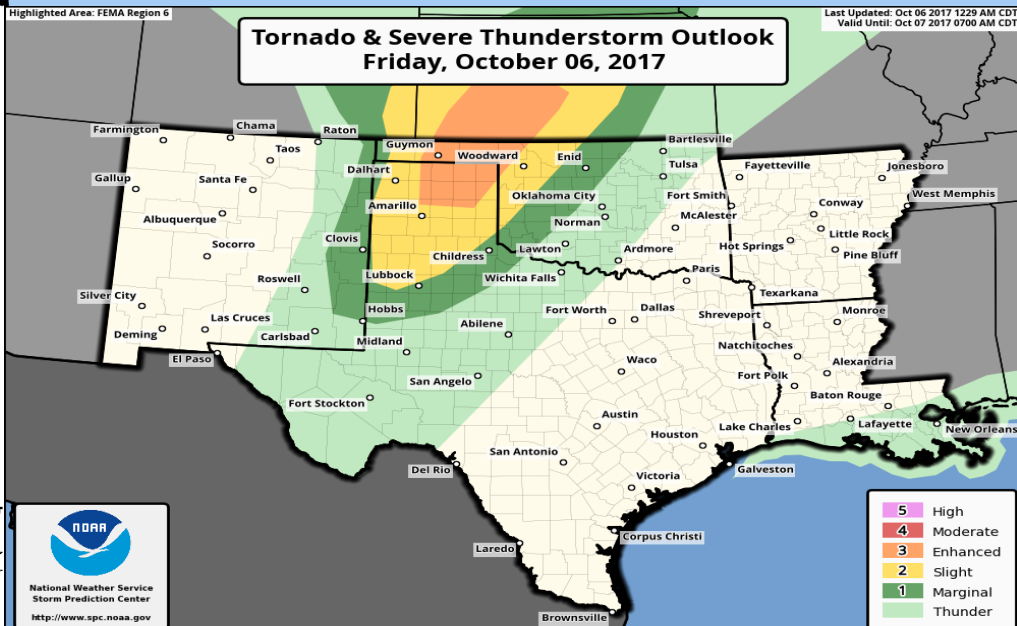 Highlighted Area: FEMA Region 6
Last Updated: Oct 06 2017 1229 AM CDT
Valid Until: Oct 07 2017 0700 AM CDT
Tornado & Severe Thunderstorm Outlook
Friday, October 06, 2017
Farmington
Chama
Raton
Taos
Guymon
Woodward
Enid
Bartlesville
Tulsa
Fayetteville
Jonesboro
Gallup
Santa Fe
Dalhart
Oklahoma City
Fort Smith
West Memphis
Albuquerque
Amarillo
Norman
McAlester
Conway
Little Rock
Socorro
Clovis
Childress
Lawton
Ardmore
Hot Springs
Pine Bluff
Roswell
Lubbock
Wichita Falls
Paris
Texarkana
Silver City
Las Cruces
Hobbs
Fort Worth
Dallas
Shreveport
Monroe
Deming
Carlsbad
Midland
Abilene
Natchitoches
El Paso
San Angelo
Waco
Fort Polk
Alexandria
Fort Stockton
Austin
Baton Rouge
Lake Charles
Lafayette
New Orleans
Houston
San Antonio
Del Rio
Galveston
Victoria
Corpus Christi
Laredo
Brownsville
NOAA
National Weather Service
Storm Prediction Center
http://www.spc.noaa.gov
5 High
4 Moderate
3 Enhanced
2 Slight
1 Marginal
Thunder